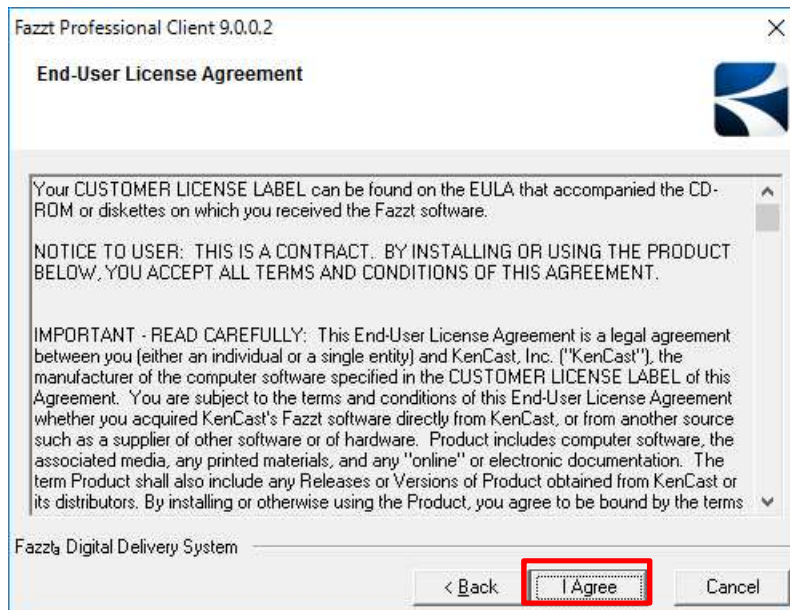 Fazzt Professional Client 9.0.0.2
End-User License Agreement
Your CUSTOMER LICENSE LABEL can be found on the EULA that accompanied the CD-
ROM or diskettes on which you received the Fazzt software.
NOTICE TO USER:  THIS IS A CONTRACT.  BY INSTALLING OR USING THE PRODUCT
BELOW, YOU ACCEPT ALL TERMS AND CONDITIONS OF THIS AGREEMENT.
IMPORTANT - READ CAREFULLY:  This End-User License Agreement is a legal agreement
between you (either an individual or a single entity) and KenCast, Inc. ("KenCast"), the
manufacturer of the computer software specified in the CUSTOMER LICENSE LABEL of this
Agreement.  You are subject to the terms and conditions of this End-User License Agreement
whether you acquired KenCast's Fazzt software directly from KenCast, or from another source
such as a supplier of other software or of hardware.  Product includes computer software, the
associated media, any printed materials, and any "online" or electronic documentation.  The
term Product shall also include any Releases or Versions of Product obtained from KenCast or
its distributors. By installing or otherwise using the Product, you agree to be bound by the terms
Fazztę Digital Delivery System
< Back
I Agree
Cancel